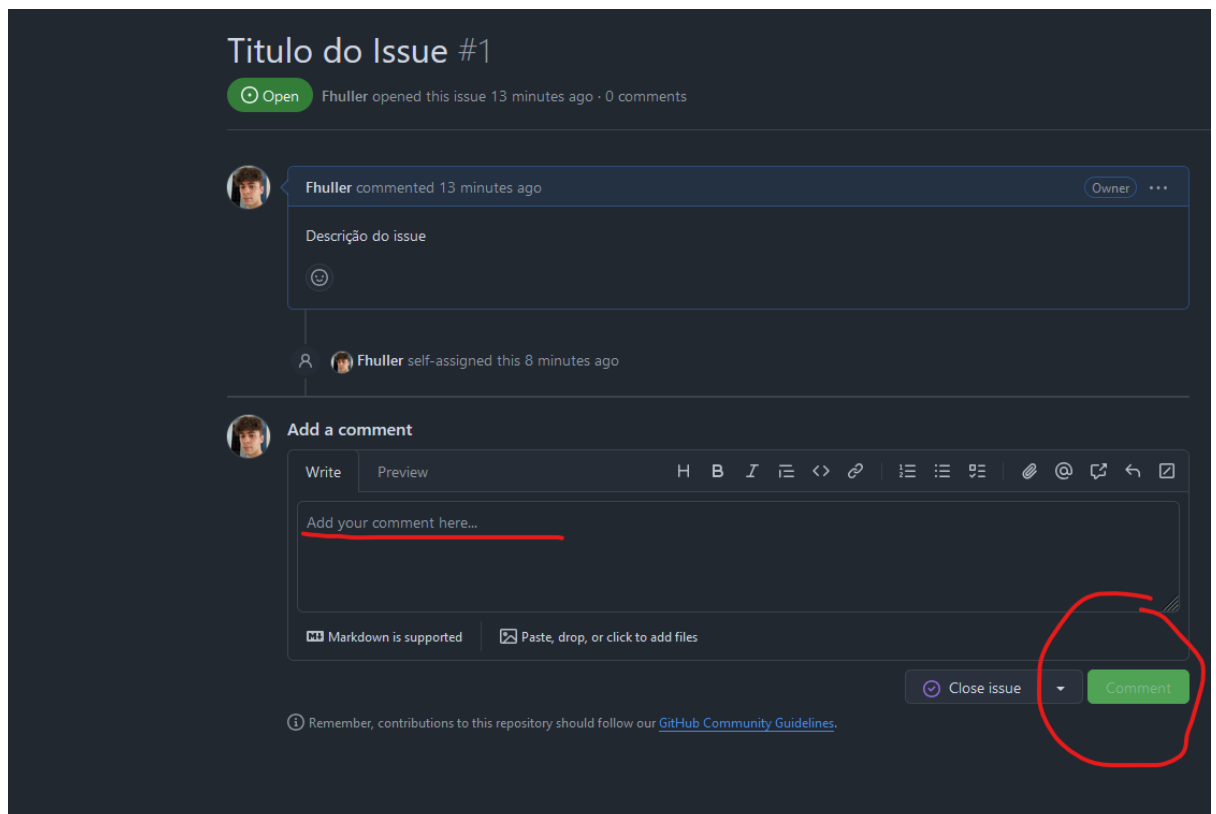 Titulo do Issue #1
Open Fhuller opened this issue 13 minutes ago · 0 comments
Fhuller commented 13 minutes ago Owner
Descrição do issue
Fhuller self-assigned this 8 minutes ago
Add a comment
Write Preview
Add your comment here...
Markdown is supported Paste, drop, or click to add files
Close issue Comment
Remember, contributions to this repository should follow our GitHub Community Guidelines.